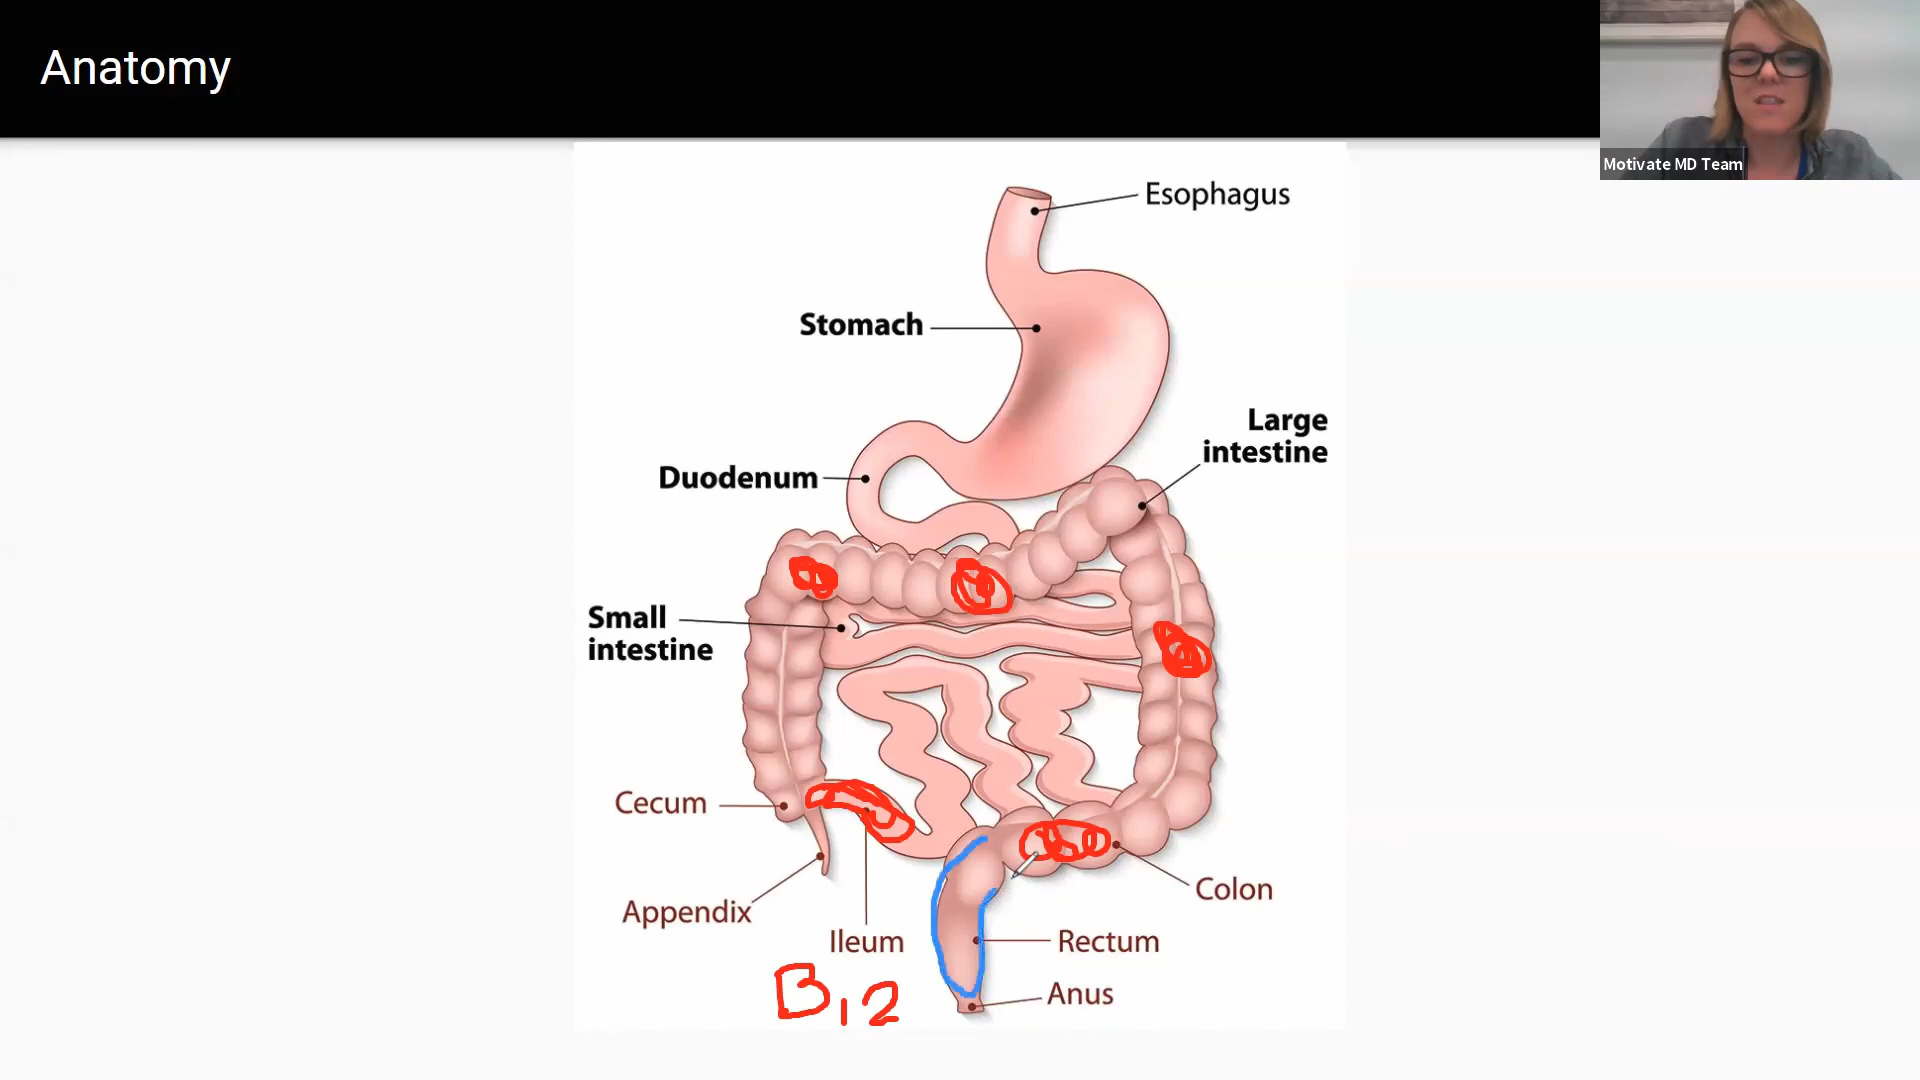 Anatomy
Motivate MD Team
Esophagus
Stomach
Large
intestine
Duodenum
Small
intestine
Cecum
Appendix
Ileum
Colon
Rectum
Anus
B12